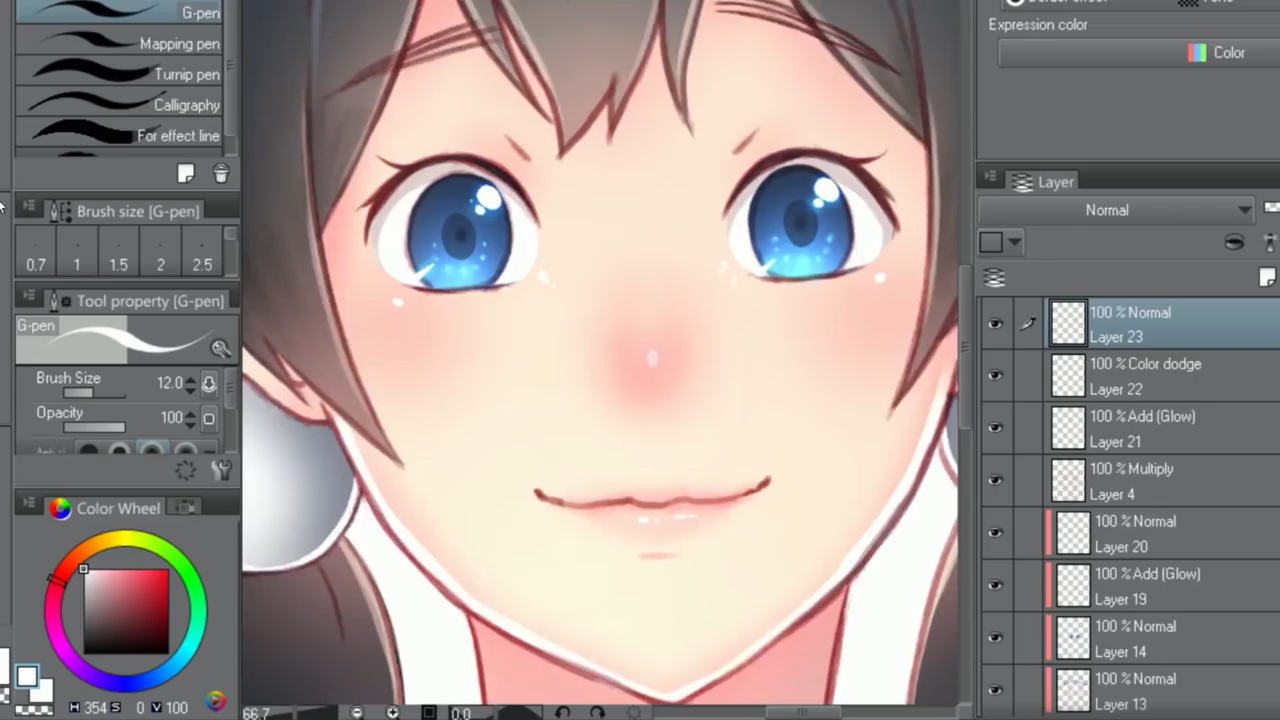 G-pen
Mapping pen
Turnip pen
Calligraphy
For effect line
Brush size [G-pen]
0.7 1 1.5 2 2.5
Tool property [G-pen]
G-pen
Brush Size 12.0
Opacity 100
Color Wheel
H 354 S 0 V 100
66.7 0.0
Expression color
Color
Layer
Normal
100 % Normal
Layer 23
100 % Color dodge
Layer 22
100 % Add (Glow)
Layer 21
100 % Multiply
Layer 4
100 % Normal
Layer 20
100 % Add (Glow)
Layer 19
100 % Normal
Layer 14
100 % Normal
Layer 13